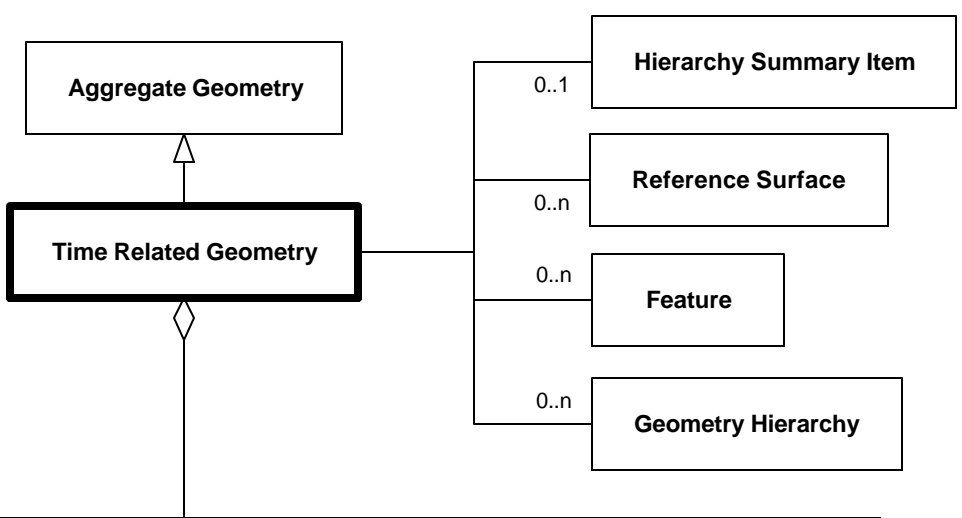 Hierarchy Summary Item
Aggregate Geometry
0..1
Reference Surface
0..n
Time Related Geometry
0..n
Feature
0..n
Geometry Hierarchy